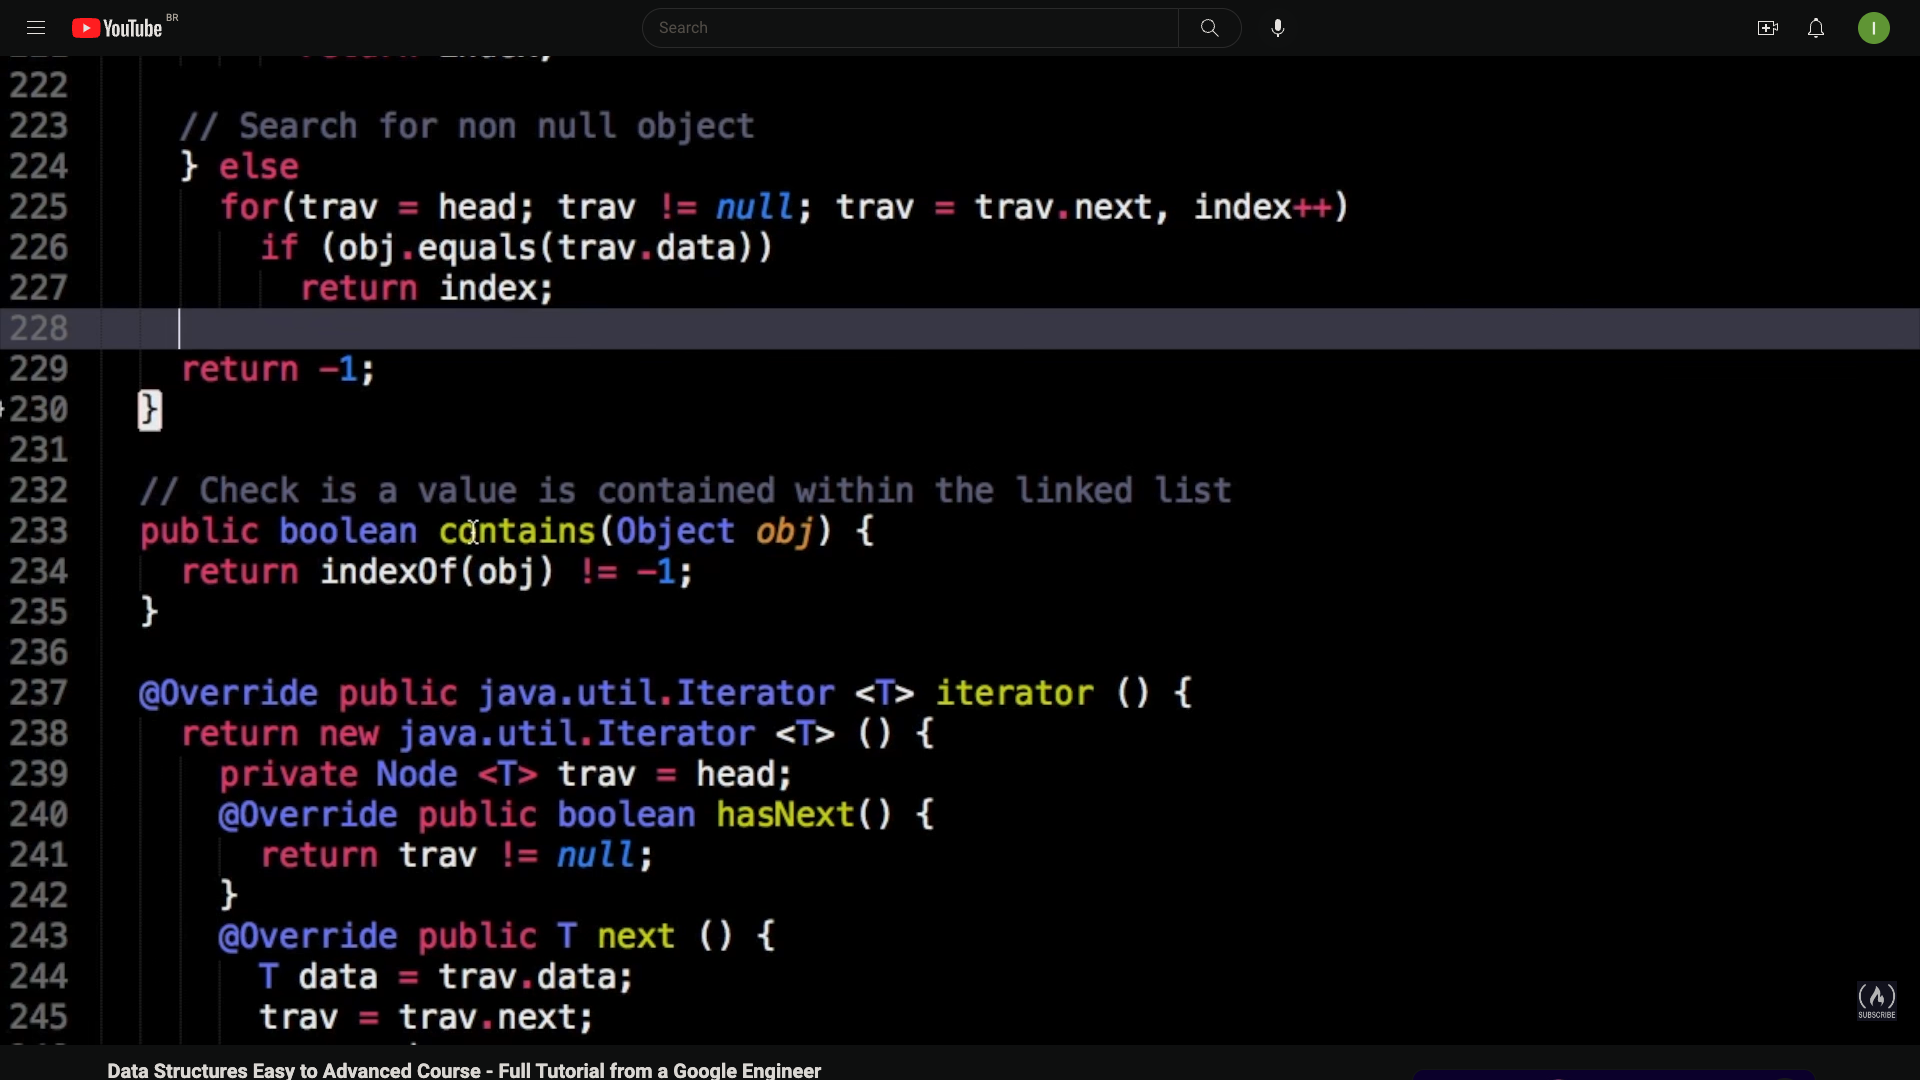 YouTube BR
Search
I
222
223 // Search for non null object
224 } else
225 for(trav = head; trav != null; trav = trav.next, index++)
226 if (obj.equals(trav.data))
227 return index;
228
229 return -1;
230 }
231
232 // Check is a value is contained within the linked list
233 public boolean contains(Object obj) {
234 return indexOf(obj) != -1;
235 }
236
237 @Override public java.util.Iterator <T> iterator () {
238 return new java.util.Iterator <T> () {
239 private Node <T> trav = head;
240 @Override public boolean hasNext() {
241 return trav != null;
242 }
243 @Override public T next () {
244 T data = trav.data;
245 trav = trav.next;
SUBSCRIBE
Data Structures Easy to Advanced Course - Full Tutorial from a Google Engineer